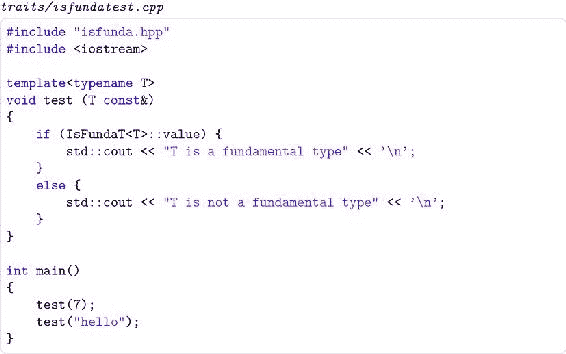 traits/isfundatest.cpp
#include "isfunda.hpp"
#include <iostream>
template<typename T>
void test (T const&)
{
if (IsFundaT<T>::value) {
std::cout << "T is a fundamental type" << ’\n’;
}
else {
std::cout << "T is not a fundamental type" << ’\n’;
}
}
int main()
{
test(7);
test("hello");
}